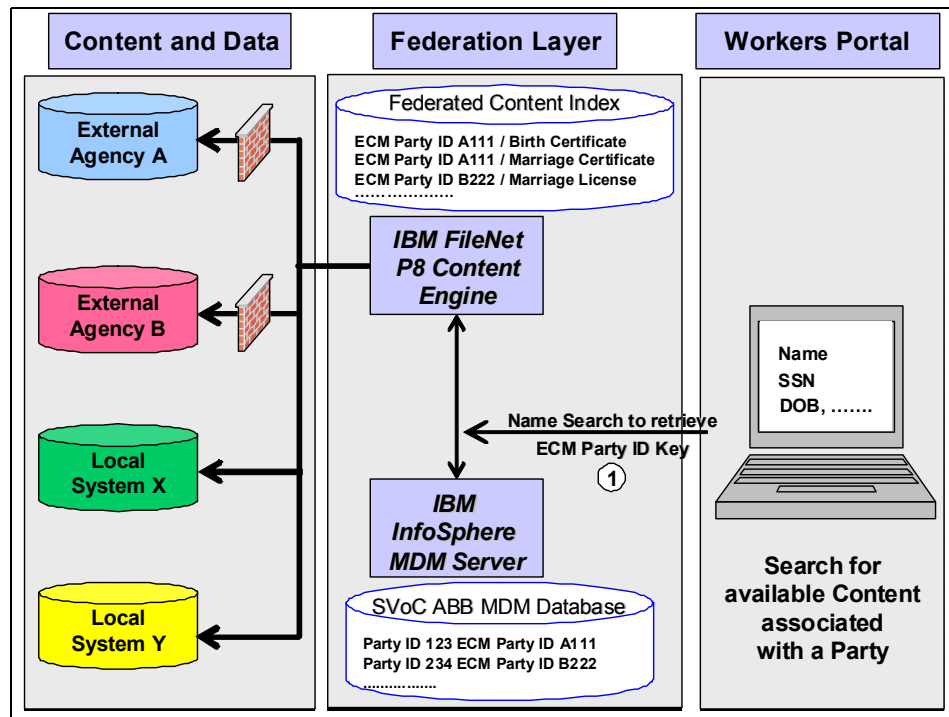 Content and Data
Federation Layer
Workers Portal
External
Agency A
External
Agency B
Local
System X
Local
System Y
Federated Content Index
ECM Party ID A111 / Birth Certificate
ECM Party ID A111 / Marriage Certificate
ECM Party ID B222 / Marriage License
....................
IBM FileNet
P8 Content
Engine
Name Search to retrieve
ECM Party ID Key
1
IBM
InfoSphere
MDM Server
SVoC ABB MDM Database
Party ID 123 ECM Party ID A111
Party ID 234 ECM Party ID B222
.................
Name
SSN
DOB, .......
Search for
available Content
associated
with a Party